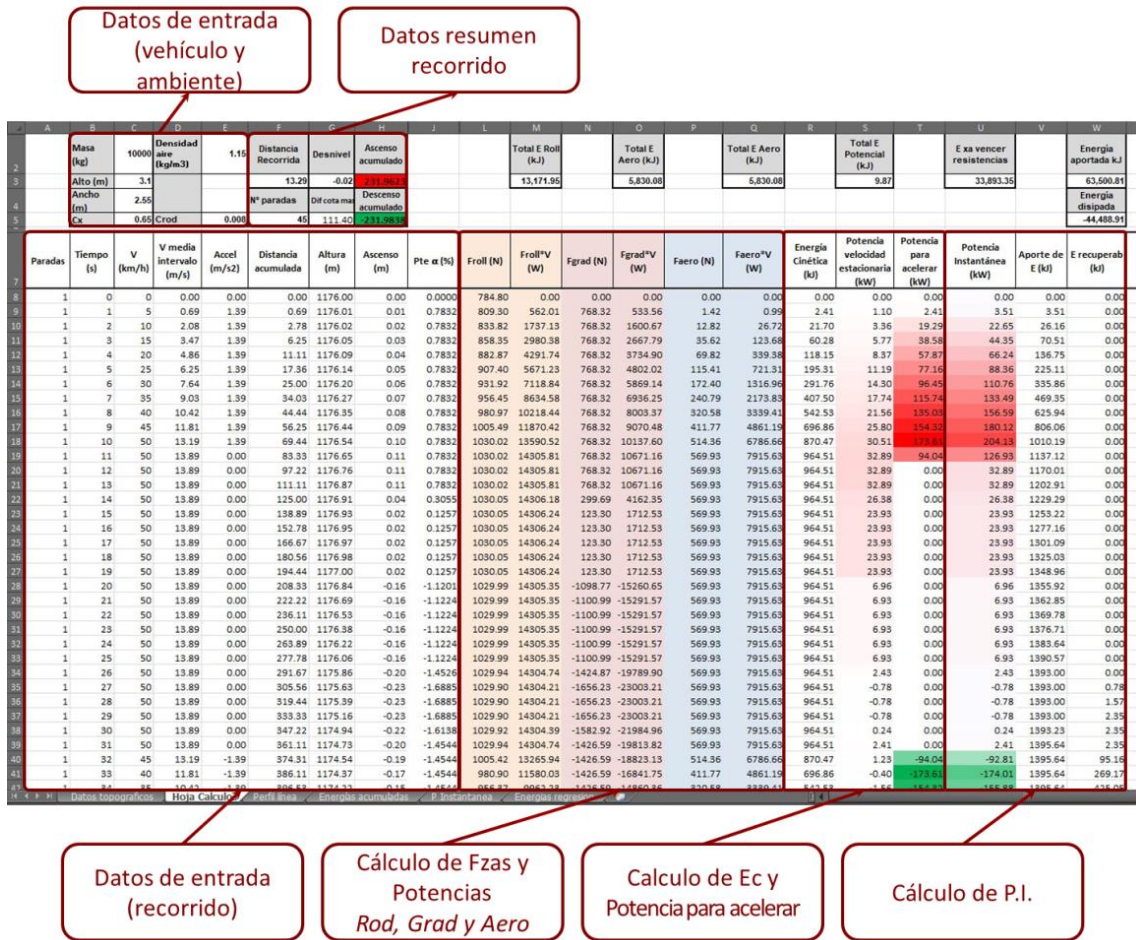 Datos de entrada
(vehículo y
ambiente)
Datos resumen
recorrido
A B C D E F G H J L M N O P Q R S T U V W
2 Masa (kg) 10000 Densidad aire (kg/m3) 1.15 Distancia Recorrida Desnivel Ascenso acumulado Total E Roll (kJ) Total E Aero (kJ) Total E Aero (kJ) Total E Potencial (kJ) E xa vencer resistencias Energía aportada kJ
3 Alto (m) 3.1 13.29 -0.02 231.9623 13,171.95 5,830.08 5,830.08 9.87 33,893.35 63,500.81
4 Ancho (m) 2.55 Nº paradas Dif cota max Descenso acumulado Energía disipada
5 Cx 0.65 Crod 0.008 45 111.40 -231.9838 -44,488.91
7 Paradas Tiempo (s) V (km/h) V media intervalo (m/s) Accel (m/s2) Distancia acumulada Altura (m) Ascenso (m) Pte α (%) Froll (N) Froll*V (W) Fgrad (N) Fgrad*V (W) Faero (N) Faero*V (W) Energía Cinética (kJ) Potencia velocidad estacionaria (kW) Potencia para acelerar (kW) Potencia Instantánea (kW) Aporte de E (kJ) E recuperab (kJ)
8 1 0 0 0.00 0.00 0.00 1176.00 0.00 0.0000 784.80 0.00 0.00 0.00 0.00 0.00 0.00 0.00 0.00 0.00 0.00 0.00
9 1 1 5 0.69 1.39 0.69 1176.01 0.01 0.7832 809.30 562.01 768.32 533.56 1.42 0.99 2.41 1.10 2.41 3.51 3.51 0.00
10 1 2 10 2.08 1.39 2.78 1176.02 0.02 0.7832 833.82 1737.13 768.32 1600.67 12.82 26.72 21.70 3.36 19.29 22.65 26.16 0.00
11 1 3 15 3.47 1.39 6.25 1176.05 0.03 0.7832 858.35 2980.38 768.32 2667.79 35.62 123.68 60.28 5.77 38.58 44.35 70.51 0.00
12 1 4 20 4.86 1.39 11.11 1176.09 0.04 0.7832 882.87 4291.74 768.32 3734.90 69.82 339.38 118.15 8.37 57.87 66.24 136.75 0.00
13 1 5 25 6.25 1.39 17.36 1176.14 0.05 0.7832 907.40 5671.23 768.32 4802.02 115.41 721.31 195.31 11.19 77.16 88.36 225.11 0.00
14 1 6 30 7.64 1.39 25.00 1176.20 0.06 0.7832 931.92 7118.84 768.32 5869.14 172.40 1316.96 291.76 14.30 96.45 110.76 335.86 0.00
15 1 7 35 9.03 1.39 34.03 1176.27 0.07 0.7832 956.45 8634.58 768.32 6936.25 240.79 2173.83 407.50 17.74 115.74 133.49 469.35 0.00
16 1 8 40 10.42 1.39 44.44 1176.35 0.08 0.7832 980.97 10218.44 768.32 8003.37 320.58 3339.41 542.53 21.56 135.03 156.59 625.94 0.00
17 1 9 45 11.81 1.39 56.25 1176.44 0.09 0.7832 1005.49 11870.42 768.32 9070.48 411.77 4861.19 696.86 25.80 154.32 180.12 806.06 0.00
18 1 10 50 13.19 1.39 69.44 1176.54 0.10 0.7832 1030.02 13590.52 768.32 10137.60 514.36 6786.66 870.47 30.51 173.61 204.13 1010.19 0.00
19 1 11 50 13.89 0.00 83.33 1176.65 0.11 0.7832 1030.02 14305.81 768.32 10671.16 569.93 7915.63 964.51 32.89 94.04 126.93 1137.12 0.00
20 1 12 50 13.89 0.00 97.22 1176.76 0.11 0.7832 1030.02 14305.81 768.32 10671.16 569.93 7915.63 964.51 32.89 0.00 32.89 1170.01 0.00
21 1 13 50 13.89 0.00 111.11 1176.87 0.11 0.7832 1030.02 14305.81 768.32 10671.16 569.93 7915.63 964.51 32.89 0.00 32.89 1202.91 0.00
22 1 14 50 13.89 0.00 125.00 1176.91 0.04 0.3055 1030.05 14306.18 299.69 4162.35 569.93 7915.63 964.51 26.38 0.00 26.38 1229.29 0.00
23 1 15 50 13.89 0.00 138.89 1176.93 0.02 0.1257 1030.05 14306.24 123.30 1712.53 569.93 7915.63 964.51 23.93 0.00 23.93 1253.22 0.00
24 1 16 50 13.89 0.00 152.78 1176.95 0.02 0.1257 1030.05 14306.24 123.30 1712.53 569.93 7915.63 964.51 23.93 0.00 23.93 1277.16 0.00
25 1 17 50 13.89 0.00 166.67 1176.97 0.02 0.1257 1030.05 14306.24 123.30 1712.53 569.93 7915.63 964.51 23.93 0.00 23.93 1301.09 0.00
26 1 18 50 13.89 0.00 180.56 1176.98 0.02 0.1257 1030.05 14306.24 123.30 1712.53 569.93 7915.63 964.51 23.93 0.00 23.93 1325.03 0.00
27 1 19 50 13.89 0.00 194.44 1177.00 0.02 0.1257 1030.05 14306.24 123.30 1712.53 569.93 7915.63 964.51 23.93 0.00 23.93 1348.96 0.00
28 1 20 50 13.89 0.00 208.33 1176.84 -0.16 -1.1201 1029.99 14305.35 -1098.77 -15260.65 569.93 7915.63 964.51 6.96 0.00 6.96 1355.92 0.00
29 1 21 50 13.89 0.00 222.22 1176.69 -0.16 -1.1224 1029.99 14305.35 -1100.99 -15291.57 569.93 7915.63 964.51 6.93 0.00 6.93 1362.85 0.00
30 1 22 50 13.89 0.00 236.11 1176.53 -0.16 -1.1224 1029.99 14305.35 -1100.99 -15291.57 569.93 7915.63 964.51 6.93 0.00 6.93 1369.78 0.00
31 1 23 50 13.89 0.00 250.00 1176.38 -0.16 -1.1224 1029.99 14305.35 -1100.99 -15291.57 569.93 7915.63 964.51 6.93 0.00 6.93 1376.71 0.00
32 1 24 50 13.89 0.00 263.89 1176.22 -0.16 -1.1224 1029.99 14305.35 -1100.99 -15291.57 569.93 7915.63 964.51 6.93 0.00 6.93 1383.64 0.00
33 1 25 50 13.89 0.00 277.78 1176.06 -0.16 -1.1224 1029.99 14305.35 -1100.99 -15291.57 569.93 7915.63 964.51 6.93 0.00 6.93 1390.57 0.00
34 1 26 50 13.89 0.00 291.67 1175.86 -0.20 -1.4526 1029.94 14304.74 -1424.87 -19789.90 569.93 7915.63 964.51 2.43 0.00 2.43 1393.00 0.00
35 1 27 50 13.89 0.00 305.56 1175.63 -0.23 -1.6885 1029.90 14304.21 -1656.23 -23003.21 569.93 7915.63 964.51 -0.78 0.00 -0.78 1393.00 0.78
36 1 28 50 13.89 0.00 319.44 1175.39 -0.23 -1.6885 1029.90 14304.21 -1656.23 -23003.21 569.93 7915.63 964.51 -0.78 0.00 -0.78 1393.00 1.57
37 1 29 50 13.89 0.00 333.33 1175.16 -0.23 -1.6885 1029.90 14304.21 -1656.23 -23003.21 569.93 7915.63 964.51 -0.78 0.00 -0.78 1393.00 2.35
38 1 30 50 13.89 0.00 347.22 1174.94 -0.22 -1.6138 1029.92 14304.39 -1582.92 -21984.96 569.93 7915.63 964.51 0.24 0.00 0.24 1393.23 2.35
39 1 31 50 13.89 0.00 361.11 1174.73 -0.20 -1.4544 1029.94 14304.74 -1426.59 -19813.82 569.93 7915.63 964.51 2.41 0.00 2.41 1395.64 2.35
40 1 32 45 13.19 -1.39 374.31 1174.54 -0.19 -1.4544 1005.42 13265.94 -1426.59 -18823.13 514.36 6786.66 870.47 1.23 -94.04 -92.81 1395.64 95.16
41 1 33 40 11.81 -1.39 386.11 1174.37 -0.17 -1.4544 980.90 11580.03 -1426.59 -16841.75 411.77 4861.19 696.86 -0.40 -173.61 -174.01 1395.64 269.17
Datos topograficos Hoja Calculo Perfil linea Energías acumuladas P Instantanea Energias regresion
Datos de entrada
(recorrido)
Cálculo de Fzas y
Potencias
Rod, Grad y Aero
Calculo de Ec y
Potencia para acelerar
Cálculo de P.I.